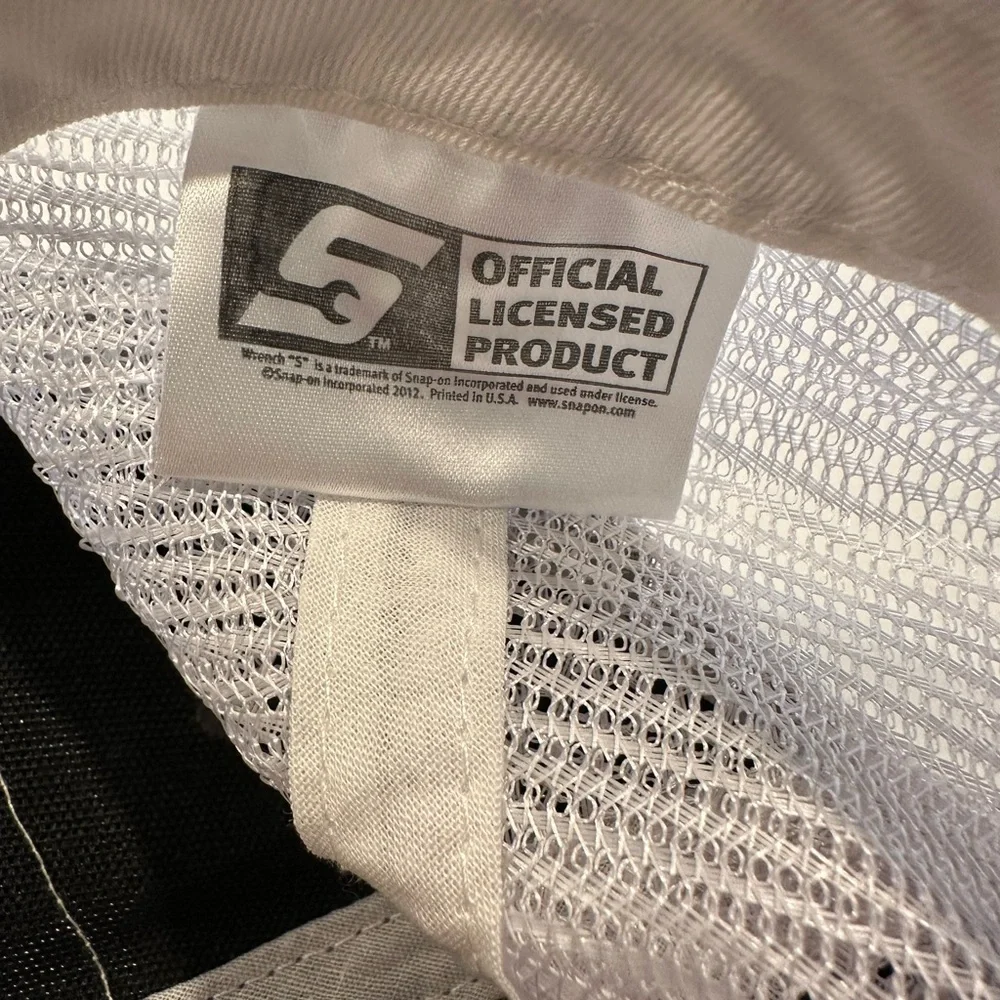 S
TM
OFFICIAL
LICENSED
PRODUCT
Wrench "S" is a trademark of Snap-on Incorporated and used under license.
©Snap-on Incorporated 2012. Printed in U.S.A. www.snapon.com